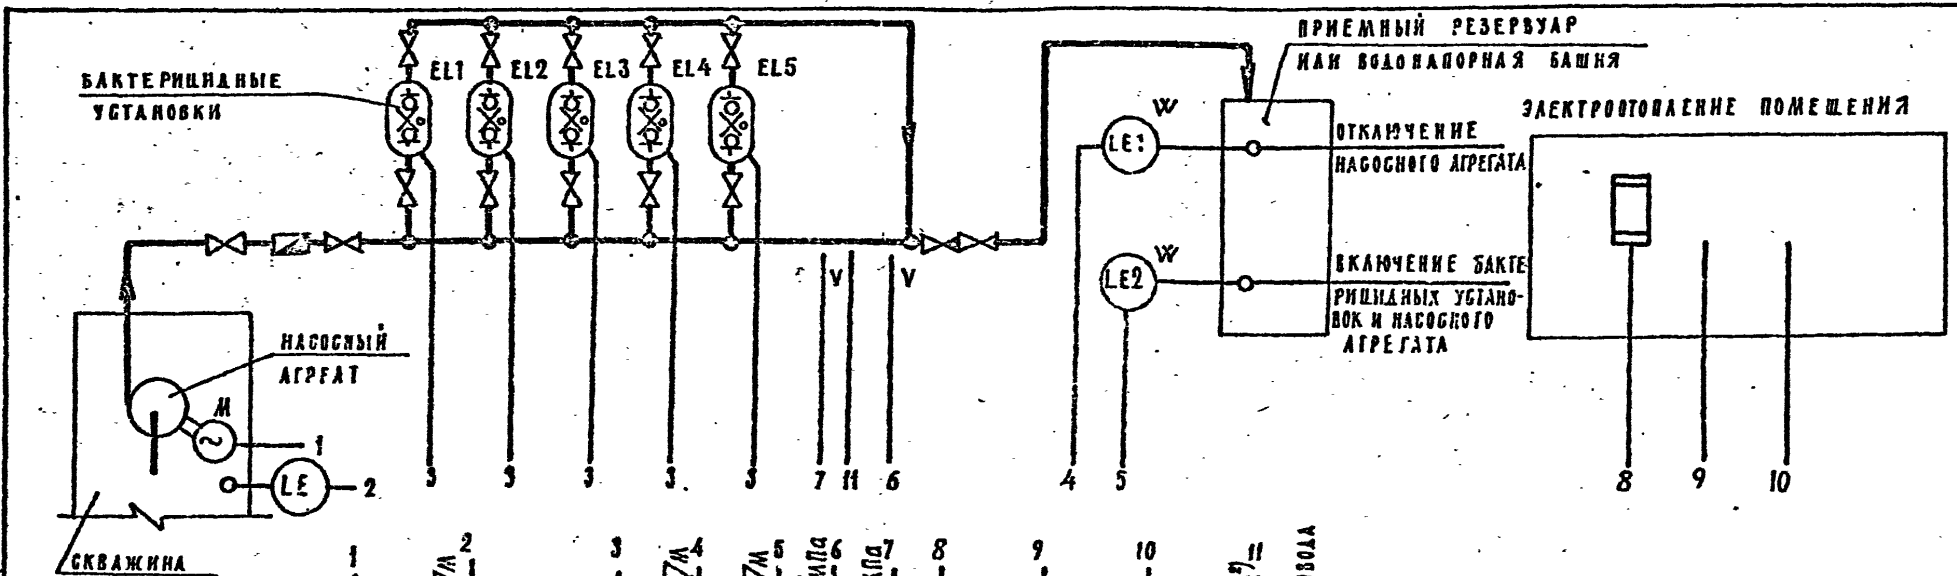 ПРИЕМНЫЙ РЕЗЕРВУАР
ИЛИ ВОДОНАПОРНАЯ БАШНЯ
БАКТЕРИЦИДНЫЕ
УСТАНОВКИ
EL1 EL2 EL3 EL4 EL5
ЭЛЕКТРООТОПЛЕНИЕ ПОМЕЩЕНИЯ
W
LE1
ОТКЛЮЧЕНИЕ
НАСОСНОГО АГРЕГАТА
W
LE2
ВКЛЮЧЕНИЕ БАКТЕ
РИЦИДНЫХ УСТАНО-
ВОК И НАСОСНОГО
АГРЕГАТА
V V
НАСОСНЫЙ
АГРЕАТ
M
1
LE 2
3 3 3 3 3 7 11 6 4 5 8 9 10
СКВАЖИНА
1 2 3 4 5 6 7 8 9 10 11